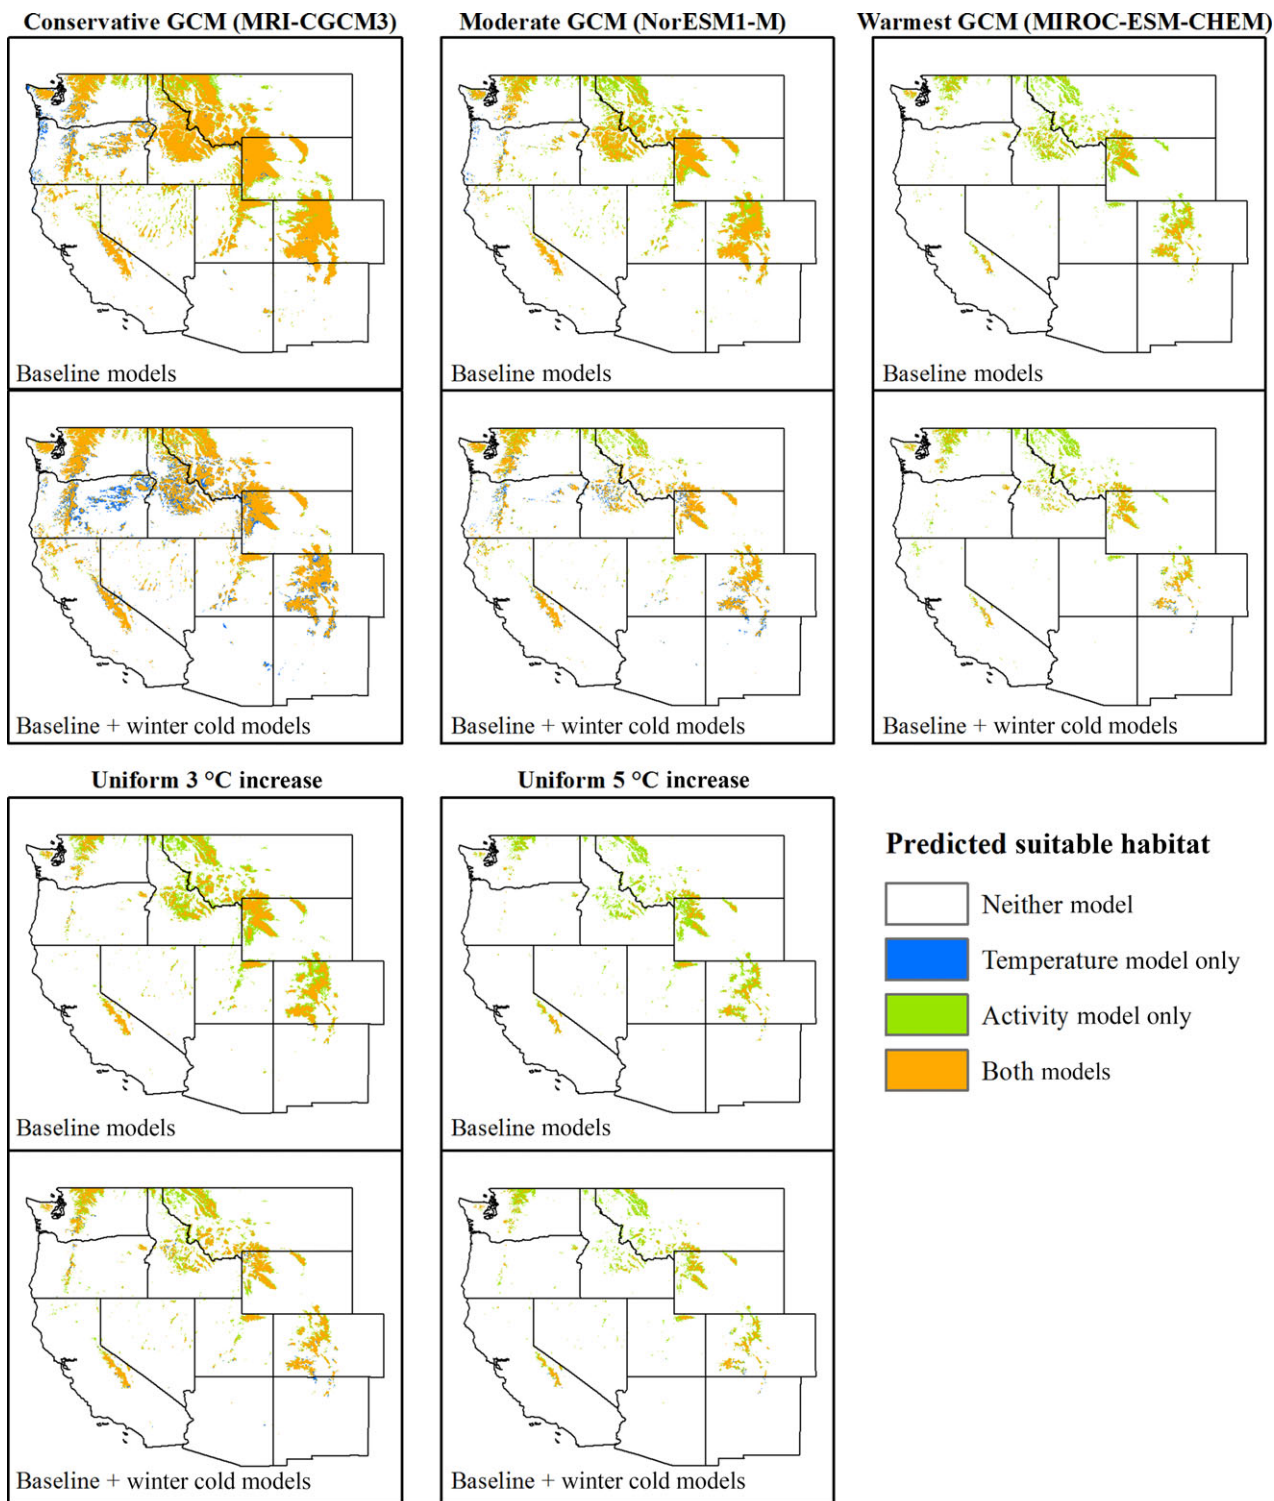 Conservative GCM (MRI-CGCM3)
Moderate GCM (NorESM1-M)
Warmest GCM (MIROC-ESM-CHEM)
Baseline models
Baseline models
Baseline models
Baseline + winter cold models
Baseline + winter cold models
Baseline + winter cold models
Uniform 3 °C increase
Uniform 5 °C increase
Baseline models
Baseline models
Predicted suitable habitat
Neither model
Temperature model only
Activity model only
Both models
Baseline + winter cold models
Baseline + winter cold models